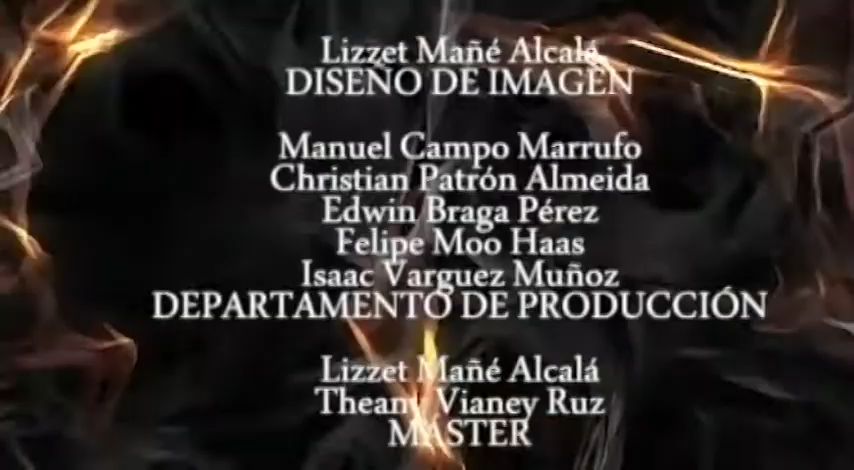 Lizzet Mañé Alcalá
DISEÑO DE IMAGEN
Manuel Campo Marrufo
Christian Patrón Almeida
Edwin Braga Pérez
Felipe Moo Haas
Isaac Varguez Muñoz
DEPARTAMENTO DE PRODUCCIÓN
Lizzet Mañé Alcalá
Theany Vianey Ruz
MASTER